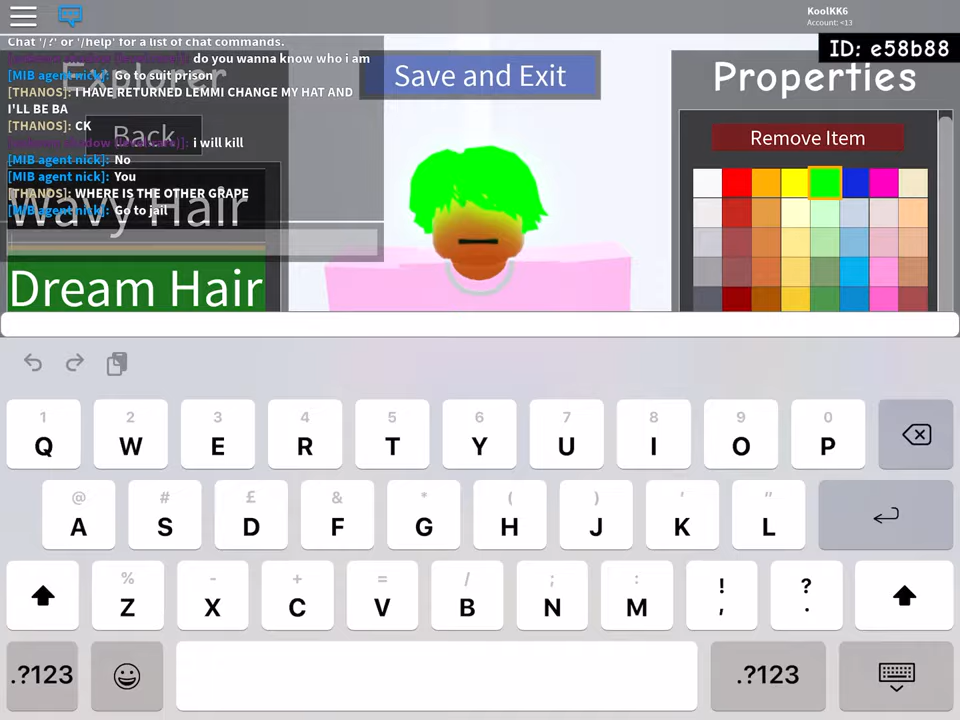 KoolKK6
Account: <13
ID: e58b88
Chat '/?' or '/help' for a list of chat commands.
do you wanna know who i am
[MIB agent nick]: Go to suit prison
[THANOS]: I HAVE RETURNED LEMMI CHANGE MY HAT AND
I'LL BE BA
[THANOS]: CK
i will kill
[MIB agent nick]: No
[MIB agent nick]: You
[THANOS]: WHERE IS THE OTHER GRAPE
[MIB agent nick]: Go to jail
Explorer
Back
Wavy Hair
Dream Hair
Save and Exit
Properties
Remove Item
1 2 3 4 5 6 7 8 9 0
Q W E R T Y U I O P
@ # £ & * ( ) ' "
A S D F G H J K L
% - + = / ; : ! ?
Z X C V B N M , .
.?123 .?123